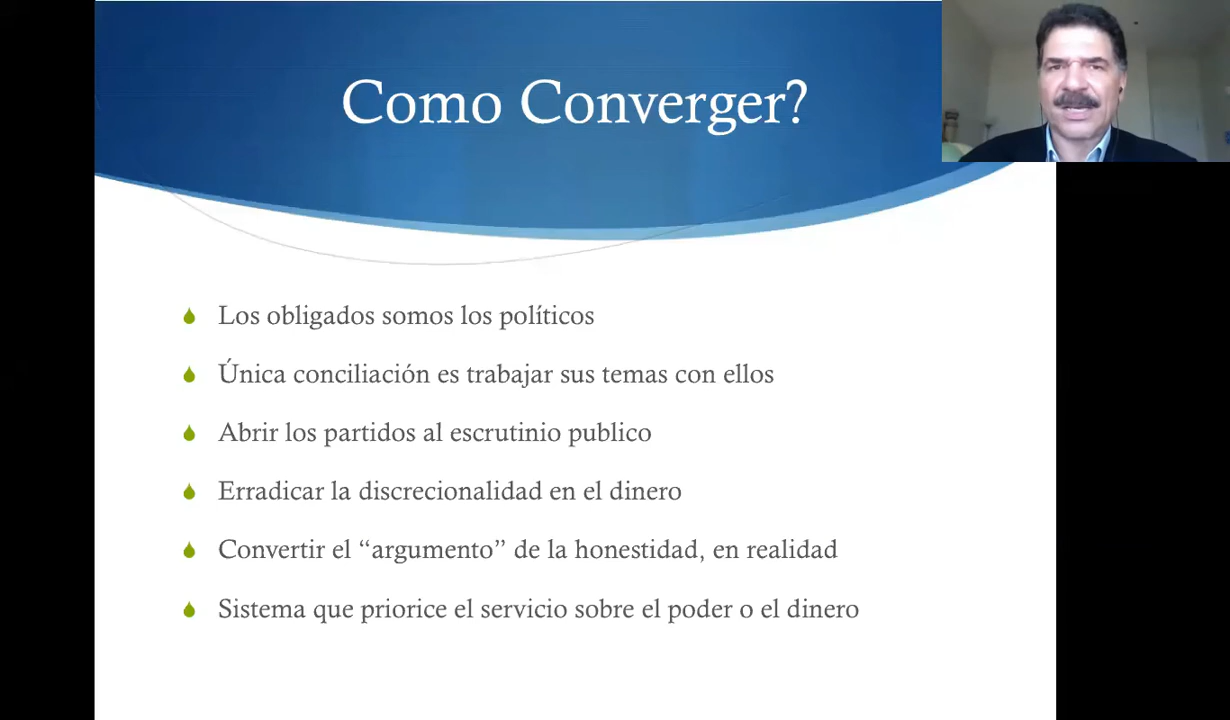 Como Converger?
Los obligados somos los políticos
Única conciliación es trabajar sus temas con ellos
Abrir los partidos al escrutinio publico
Erradicar la discrecionalidad en el dinero
Convertir el “argumento” de la honestidad, en realidad
Sistema que priorice el servicio sobre el poder o el dinero